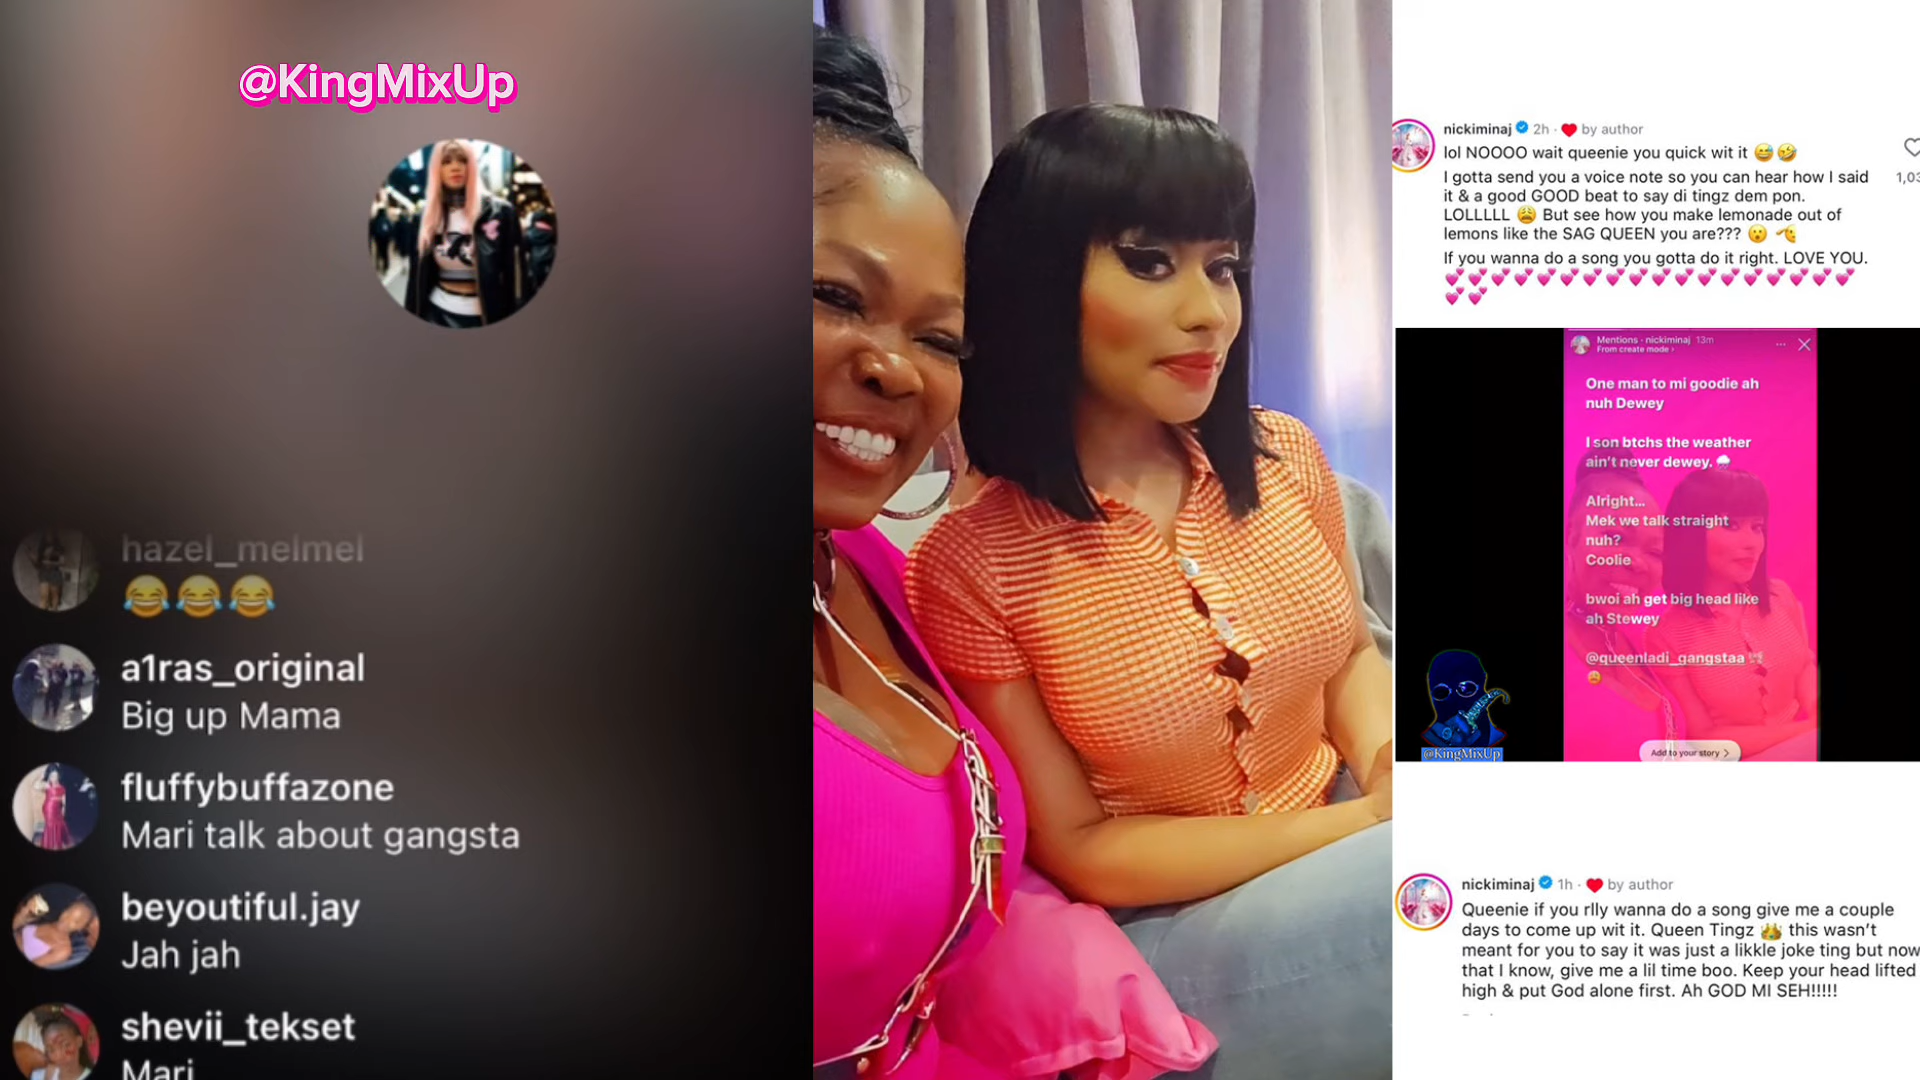 @KingMixUp
hazel_melmel
😂😂😂
a1ras_original
Big up Mama
fluffybuffazone
Mari talk about gangsta
beyoutiful.jay
Jah jah
shevii_tekset
Mari
nickiminaj 2h · ❤️ by author
lol NOOOO wait queenie you quick wit it 😅🤣
I gotta send you a voice note so you can hear how I said
it & a good GOOD beat to say di tingz dem pon.
LOLLLLL 😩 But see how you make lemonade out of
lemons like the SAG QUEEN you are??? 😮
If you wanna do a song you gotta do it right. LOVE YOU.
💕💕💕💕💕💕💕💕💕💕💕💕💕💕💕💕💕💕
💕💕
Mentions · nickiminaj 13m
From create mode ›
One man to mi goodie ah
nuh Dewey
I son btchs the weather
ain't never dewey. 🌧
Alright...
Mek we talk straight
nuh?
Coolie
bwoi ah get big head like
ah Stewey
@queenladi_gangstaa
😩
Add to your story >
@KingMixUp
nickiminaj 1h · ❤️ by author
Queenie if you rlly wanna do a song give me a couple
days to come up wit it. Queen Tingz 👑 this wasn't
meant for you to say it was just a likkle joke ting but now
that I know, give me a lil time boo. Keep your head lifted
high & put God alone first. Ah GOD MI SEH!!!!!